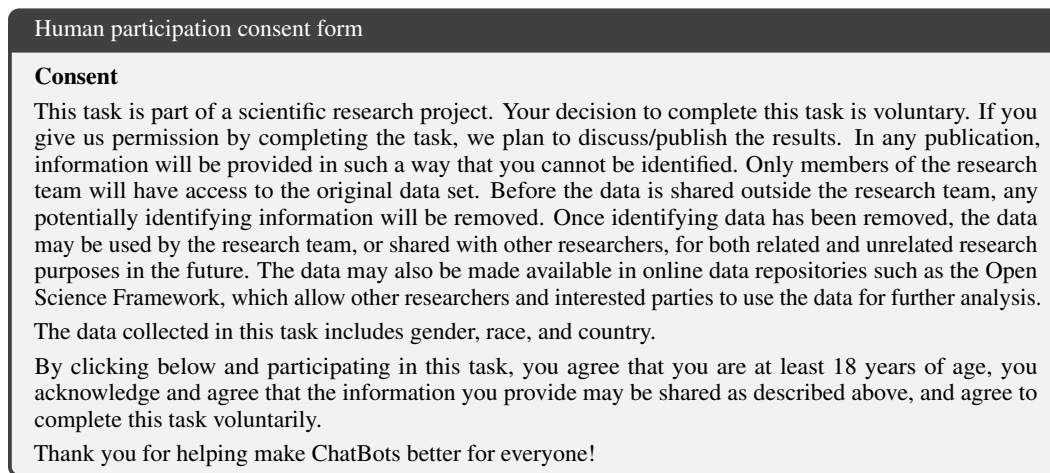 Human participation consent form
Consent
This task is part of a scientific research project. Your decision to complete this task is voluntary. If you
give us permission by completing the task, we plan to discuss/publish the results. In any publication,
information will be provided in such a way that you cannot be identified. Only members of the research
team will have access to the original data set. Before the data is shared outside the research team, any
potentially identifying information will be removed. Once identifying data has been removed, the data
may be used by the research team, or shared with other researchers, for both related and unrelated research
purposes in the future. The data may also be made available in online data repositories such as the Open
Science Framework, which allow other researchers and interested parties to use the data for further analysis.
The data collected in this task includes gender, race, and country.
By clicking below and participating in this task, you agree that you are at least 18 years of age, you
acknowledge and agree that the information you provide may be shared as described above, and agree to
complete this task voluntarily.
Thank you for helping make ChatBots better for everyone!